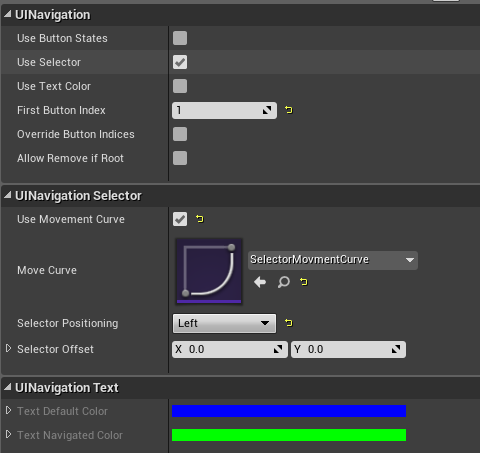 UINavigation
Use Button States
Use Selector
Use Text Color
First Button Index 1
Override Button Indices
Allow Remove if Root
UINavigation Selector
Use Movement Curve
Move Curve SelectorMovmentCurve
Selector Positioning Left
Selector Offset X 0.0 Y 0.0
UINavigation Text
Text Default Color
Text Navigated Color